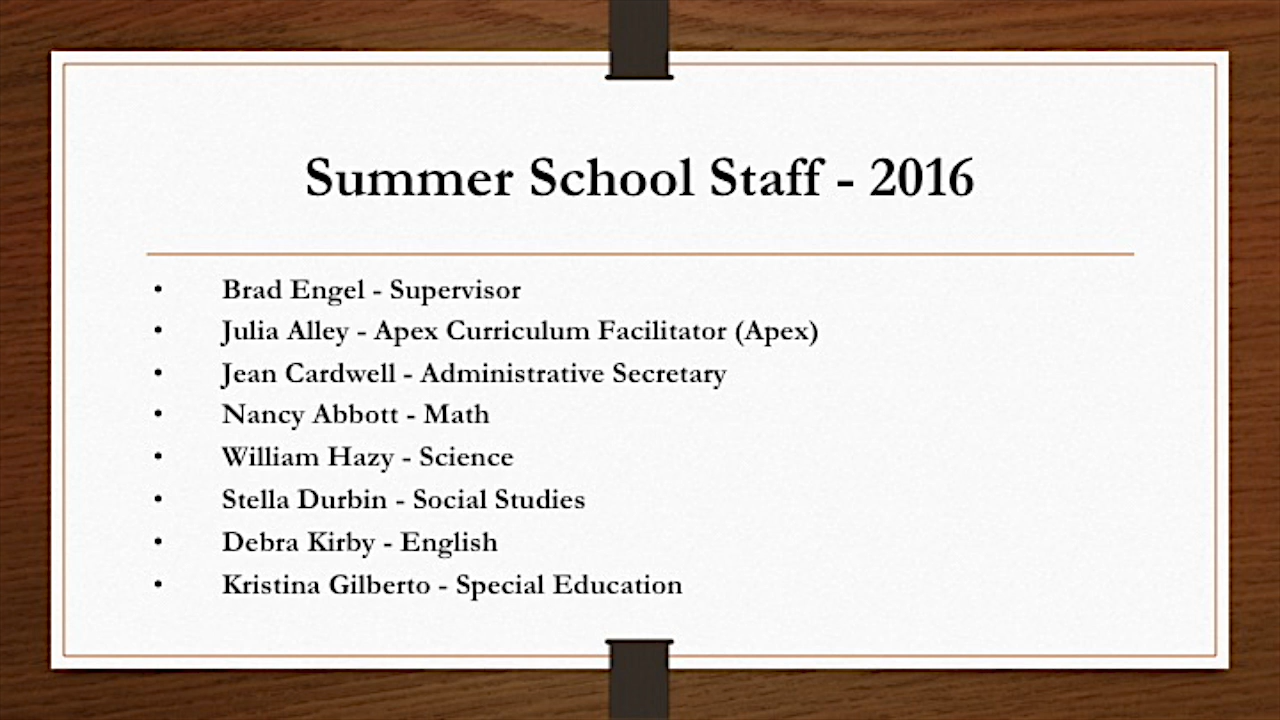 Summer School Staff - 2016
• Brad Engel - Supervisor
• Julia Alley - Apex Curriculum Facilitator (Apex)
• Jean Cardwell - Administrative Secretary
• Nancy Abbott - Math
• William Hazy - Science
• Stella Durbin - Social Studies
• Debra Kirby - English
• Kristina Gilberto - Special Education